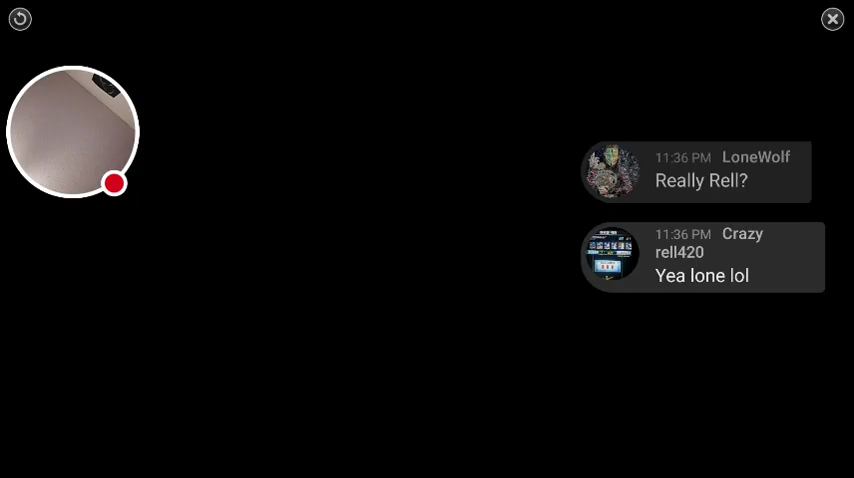 11:36 PM LoneWolf
Really Rell?
11:36 PM Crazy
rell420
Yea lone lol